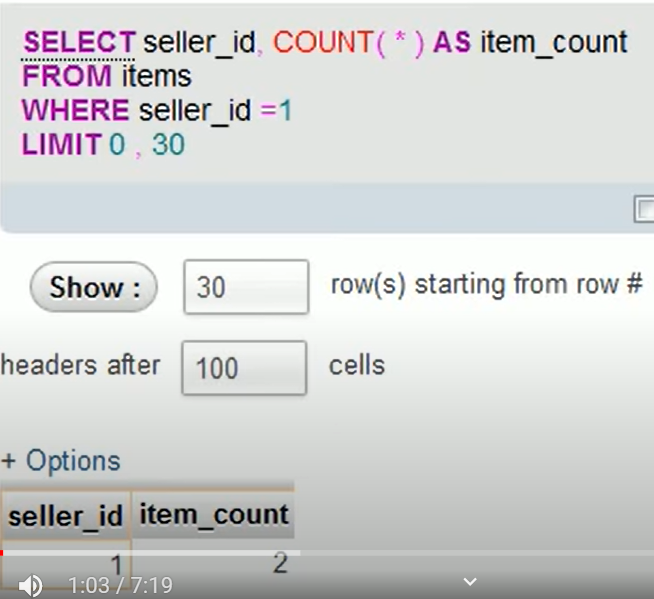 SELECT seller_id, COUNT( * ) AS item_count
FROM items
WHERE seller_id =1
LIMIT 0 , 30
Show : 30 row(s) starting from row #
headers after 100 cells
+ Options
seller_id item_count
1 2
1:03 / 7:19